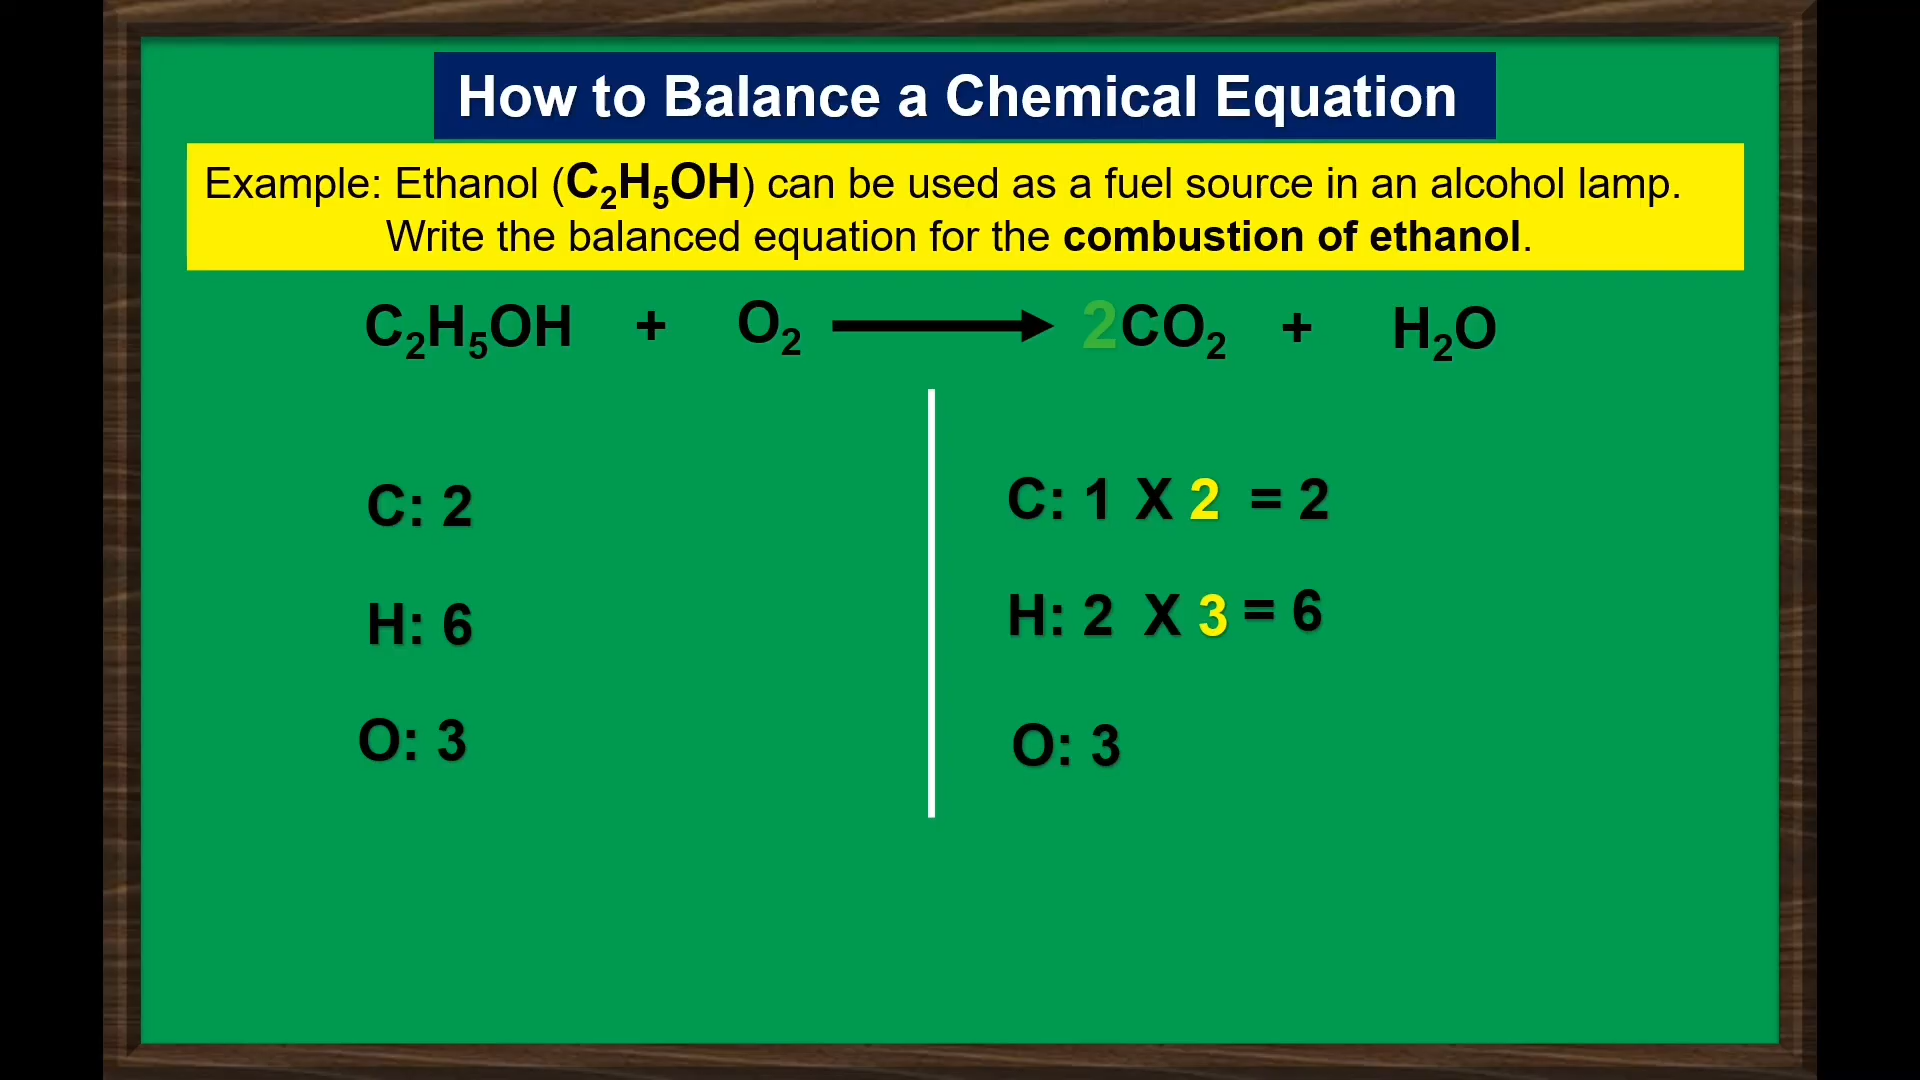 How to Balance a Chemical Equation
Example: Ethanol (C₂H₅OH) can be used as a fuel source in an alcohol lamp.
Write the balanced equation for the combustion of ethanol.
C₂H₅OH + O₂ ⟶ 2CO₂ + H₂O
C: 2
C: 1 X 2 = 2
H: 6
H: 2 X 3 = 6
O: 3
O: 3